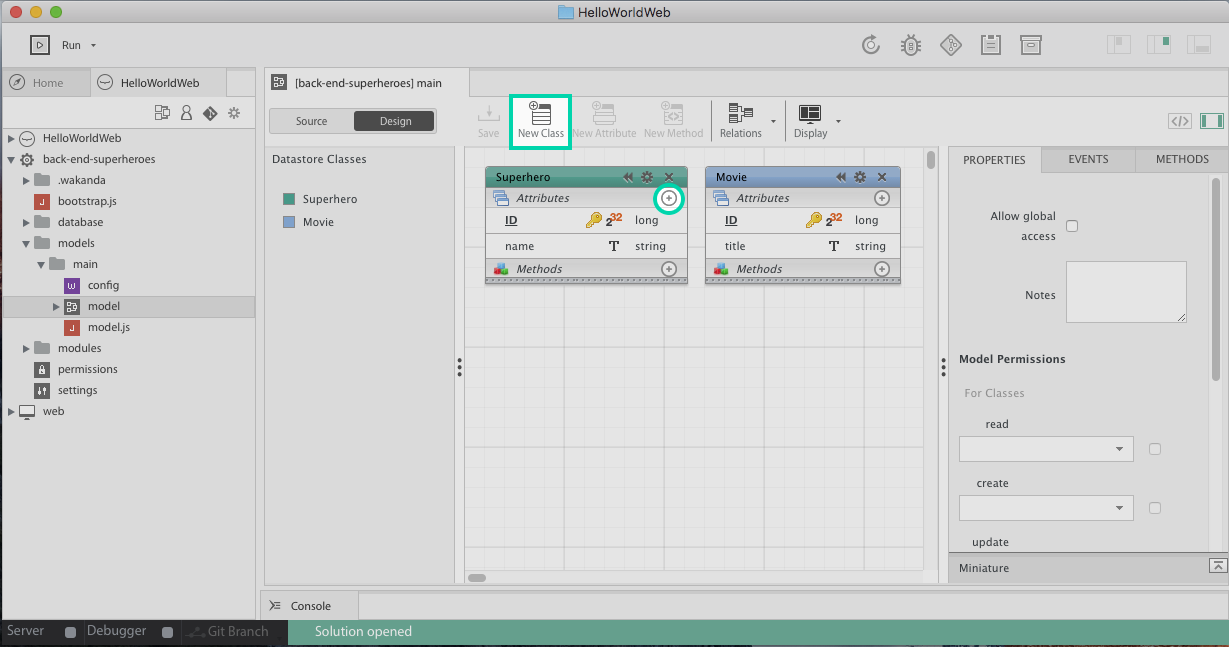 HelloWorldWeb
Run
Home
HelloWorldWeb
[back-end-superheroes] main
Source
Design
Save
New Class
New Attribute
New Method
Relations
Display
HelloWorldWeb
back-end-superheroes
.wakanda
bootstrap.js
database
models
main
config
model
model.js
modules
permissions
settings
web
Datastore Classes
Superhero
Movie
Superhero
Attributes
ID 232 long
name T string
Methods
Movie
Attributes
ID 232 long
title T string
Methods
PROPERTIES
EVENTS
METHODS
Allow global
access
Notes
Model Permissions
For Classes
read
create
update
Miniature
Console
Server
Debugger
Git Branch
Solution opened